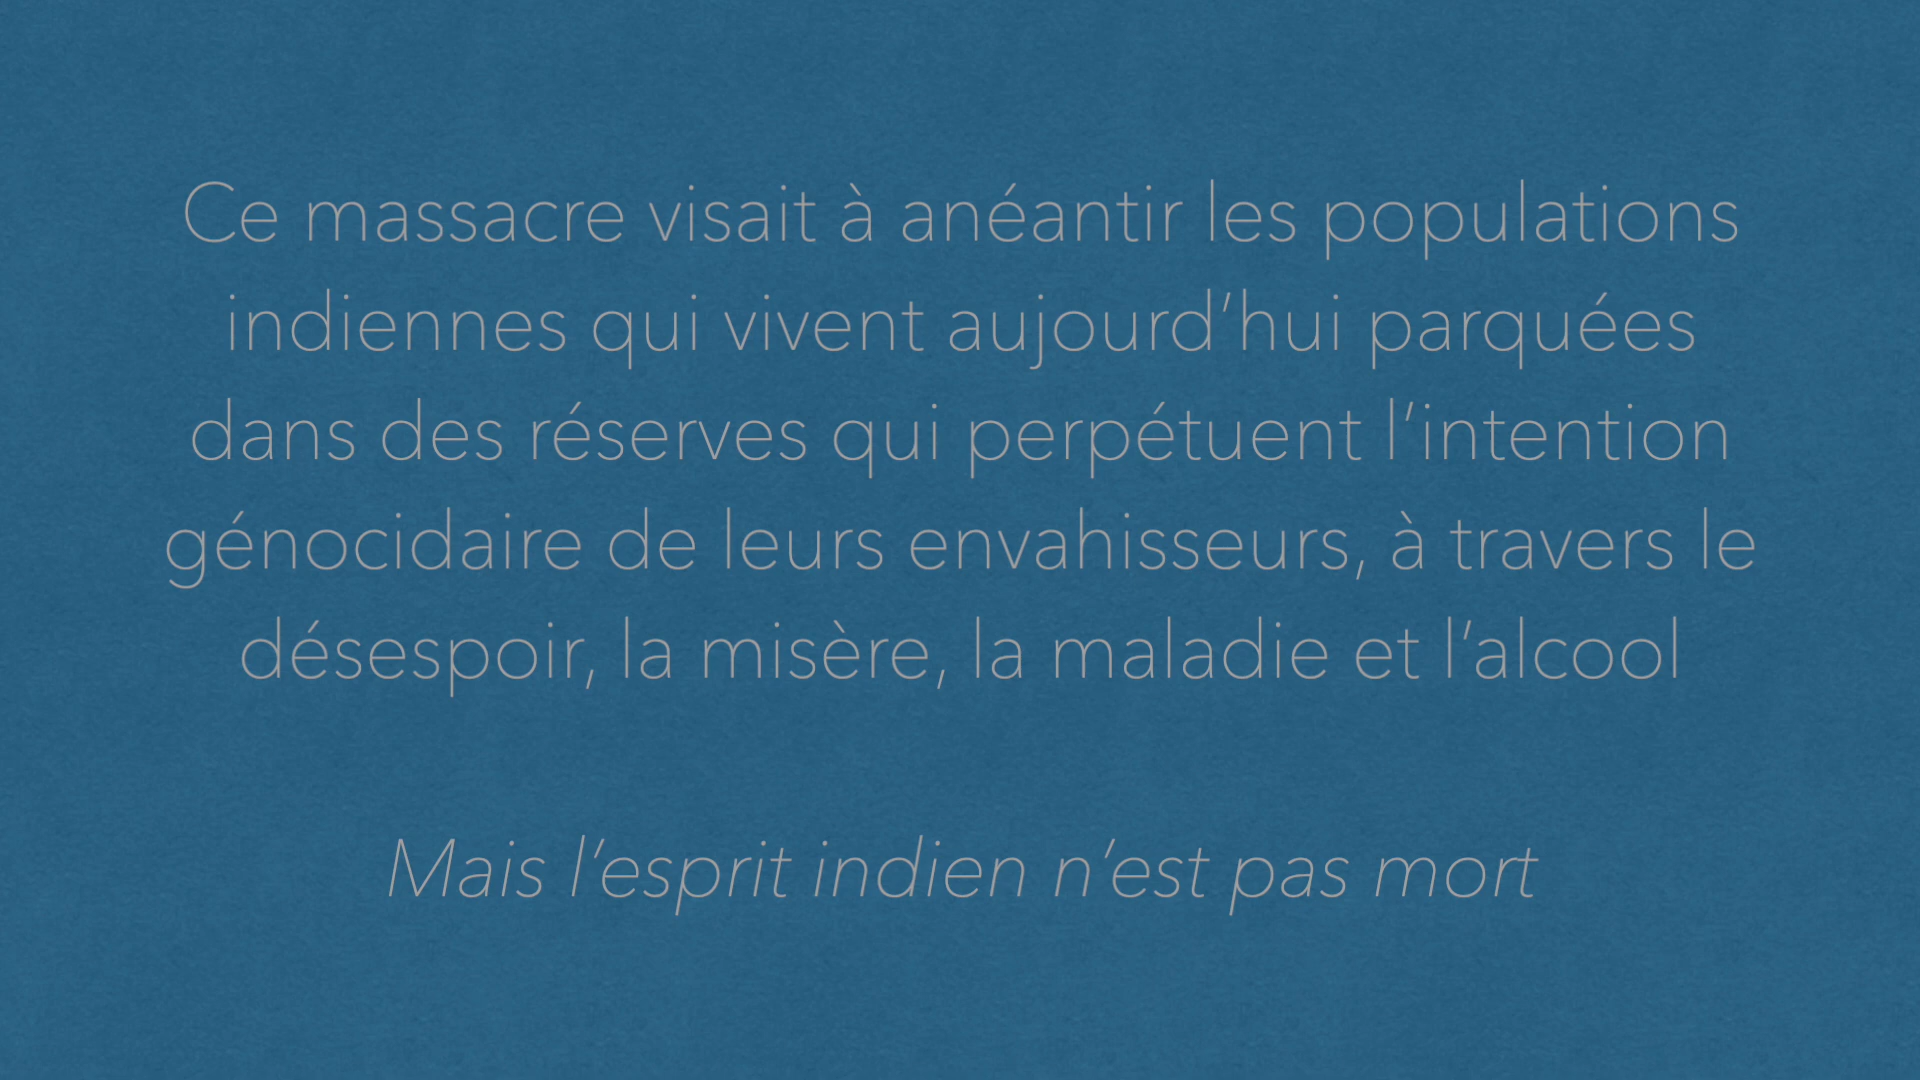 Ce massacre visait à anéantir les populations
indiennes qui vivent aujourd’hui parquées
dans des réserves qui perpétuent l’intention
génocidaire de leurs envahisseurs, à travers le
désespoir, la misère, la maladie et l’alcool
Mais l’esprit indien n’est pas mort